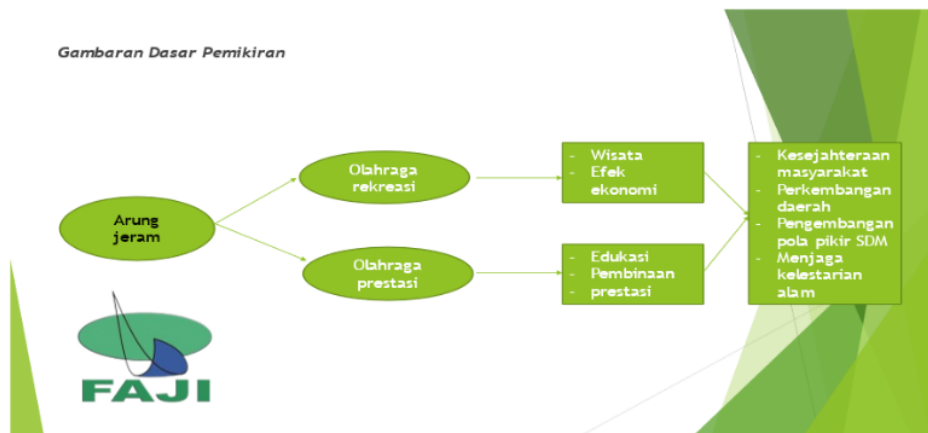 Gambaran Dasar Pemikiran
Arung
jeram
Olahraga
rekreasi
Olahraga
prestasi
- Wisata
- Efek
ekonomi
- Edukasi
- Pembinaan
- prestasi
- Kesejahteraan
masyarakat
- Perkembangan
daerah
- Pengembangan
pola pikir SDM
- Menjaga
kelestarian
alam
FAJI